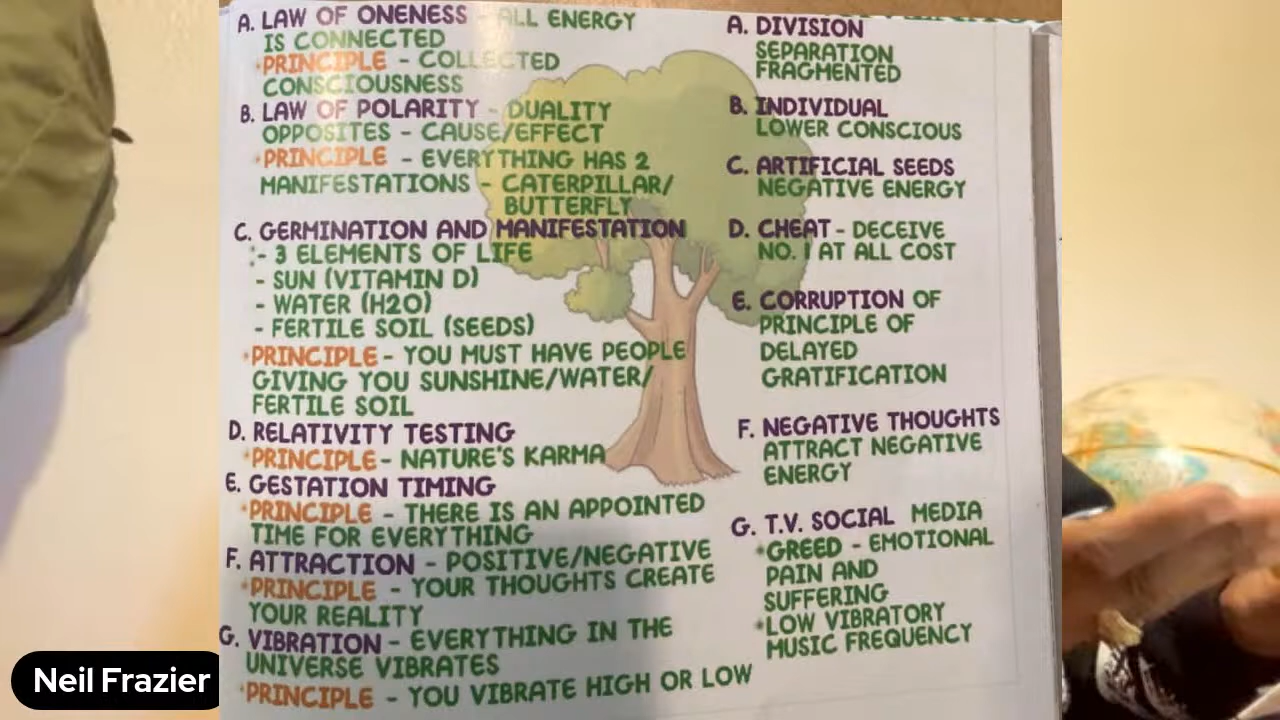 A. LAW OF ONENESS - ALL ENERGY
IS CONNECTED
•PRINCIPLE - COLLECTED
CONSCIOUSNESS
B. LAW OF POLARITY - DUALITY
OPPOSITES - CAUSE/EFFECT
•PRINCIPLE - EVERYTHING HAS 2
MANIFESTATIONS - CATERPILLAR/
BUTTERFLY
C. GERMINATION AND MANIFESTATION
:- 3 ELEMENTS OF LIFE
- SUN (VITAMIN D)
- WATER (H2O)
- FERTILE SOIL (SEEDS)
•PRINCIPLE - YOU MUST HAVE PEOPLE
GIVING YOU SUNSHINE/WATER/
FERTILE SOIL
D. RELATIVITY TESTING
•PRINCIPLE - NATURE'S KARMA
E. GESTATION TIMING
•PRINCIPLE - THERE IS AN APPOINTED
TIME FOR EVERYTHING
F. ATTRACTION - POSITIVE/NEGATIVE
•PRINCIPLE - YOUR THOUGHTS CREATE
YOUR REALITY
G. VIBRATION - EVERYTHING IN THE
UNIVERSE VIBRATES
•PRINCIPLE - YOU VIBRATE HIGH OR LOW
A. DIVISION
SEPARATION
FRAGMENTED
B. INDIVIDUAL
LOWER CONSCIOUS
C. ARTIFICIAL SEEDS
NEGATIVE ENERGY
D. CHEAT - DECEIVE
NO. 1 AT ALL COST
E. CORRUPTION OF
PRINCIPLE OF
DELAYED
GRATIFICATION
F. NEGATIVE THOUGHTS
ATTRACT NEGATIVE
ENERGY
G. T.V. SOCIAL MEDIA
•GREED - EMOTIONAL
PAIN AND
SUFFERING
•LOW VIBRATORY
MUSIC FREQUENCY
Neil Frazier